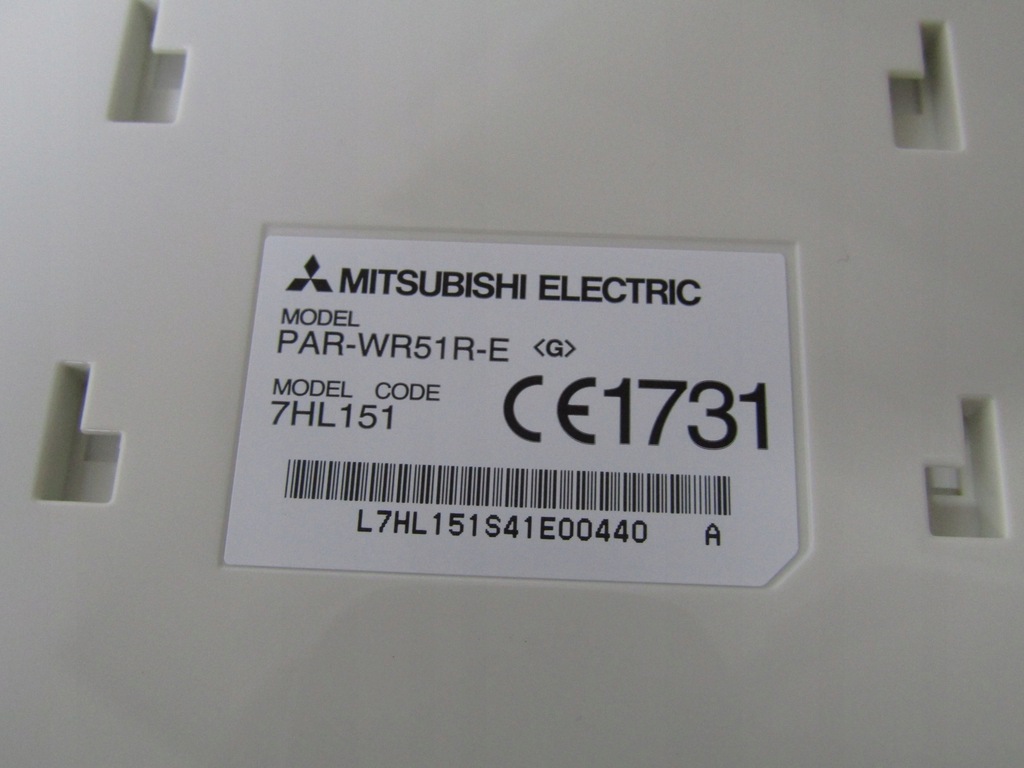 MITSUBISHI ELECTRIC
MODEL
PAR-WR51R-E <G>
MODEL CODE
7HL151
CE1731
L7HL151S41E00440 A